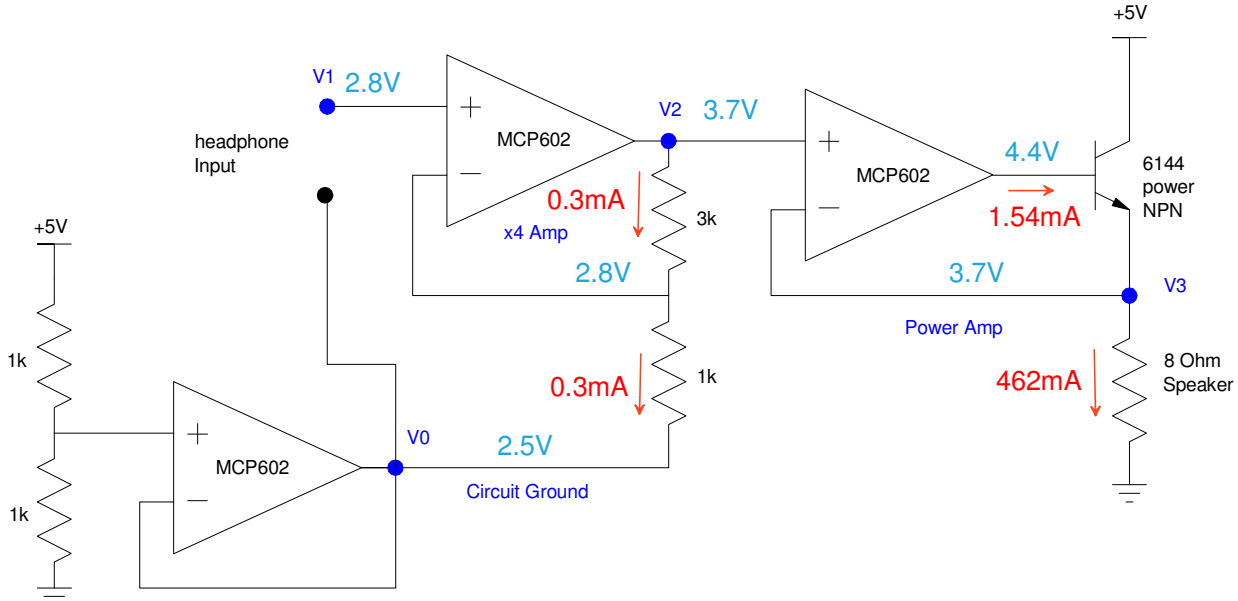 +5V
V1
2.8V
V2
3.7V
+
MCP602
−
headphone
Input
+
MCP602
−
4.4V
1.54mA
6144
power
NPN
0.3mA
3k
x4 Amp
+5V
2.8V
3.7V
V3
Power Amp
1k
0.3mA
1k
462mA
8 Ohm
Speaker
+
MCP602
−
V0
2.5V
Circuit Ground
1k